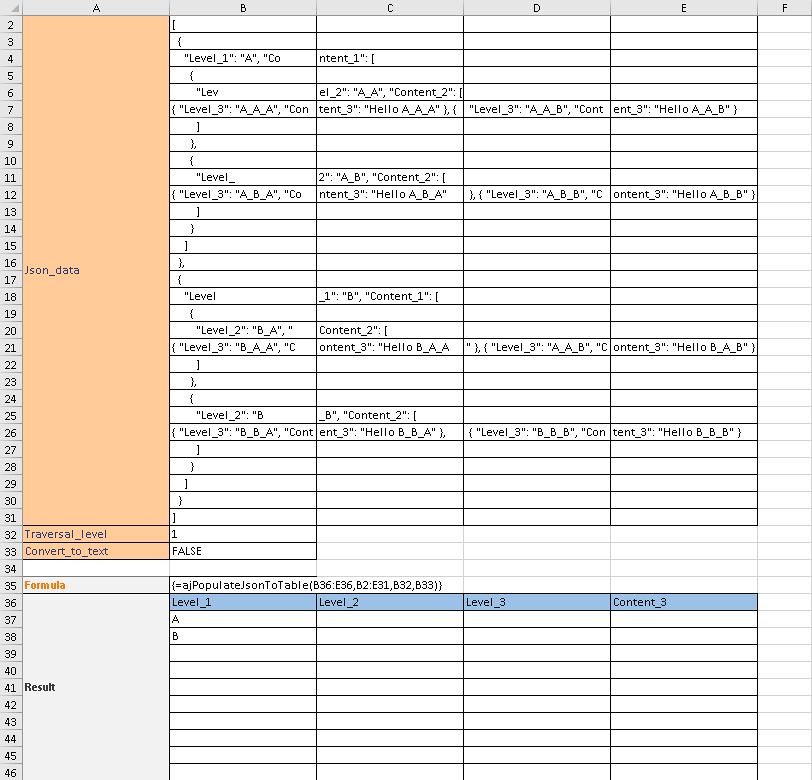 A B C D E F
2 [
3 {
4 "Level_1": "A", "Co ntent_1": [
5 {
6 "Lev el_2": "A_A", "Content_2": [
7 { "Level_3": "A_A_A", "Con tent_3": "Hello A_A_A" }, { "Level_3": "A_A_B", "Cont ent_3": "Hello A_A_B" }
8 ]
9 },
10 {
11 "Level_ 2": "A_B", "Content_2": [
12 { "Level_3": "A_B_A", "Co ntent_3": "Hello A_B_A" }, { "Level_3": "A_B_B", "C ontent_3": "Hello A_B_B" }
13 ]
14 }
15 ]
16 },
Json_data
17 {
18 "Level _1": "B", "Content_1": [
19 {
20 "Level_2": "B_A", " Content_2": [
21 { "Level_3": "B_A_A", "C ontent_3": "Hello B_A_A " }, { "Level_3": "A_A_B", "C ontent_3": "Hello B_A_B" }
22 ]
23 },
24 {
25 "Level_2": "B _B", "Content_2": [
26 { "Level_3": "B_B_A", "Cont ent_3": "Hello B_B_A" }, { "Level_3": "B_B_B", "Con tent_3": "Hello B_B_B" }
27 ]
28 }
29 ]
30 }
31 ]
32 Traversal_level 1
33 Convert_to_text FALSE
34
35 Formula {=ajPopulateJsonToTable(B36:E36,B2:E31,B32,B33)}
36 Level_1 Level_2 Level_3 Content_3
37 A
38 B
39
40
41 Result
42
43
44
45
46